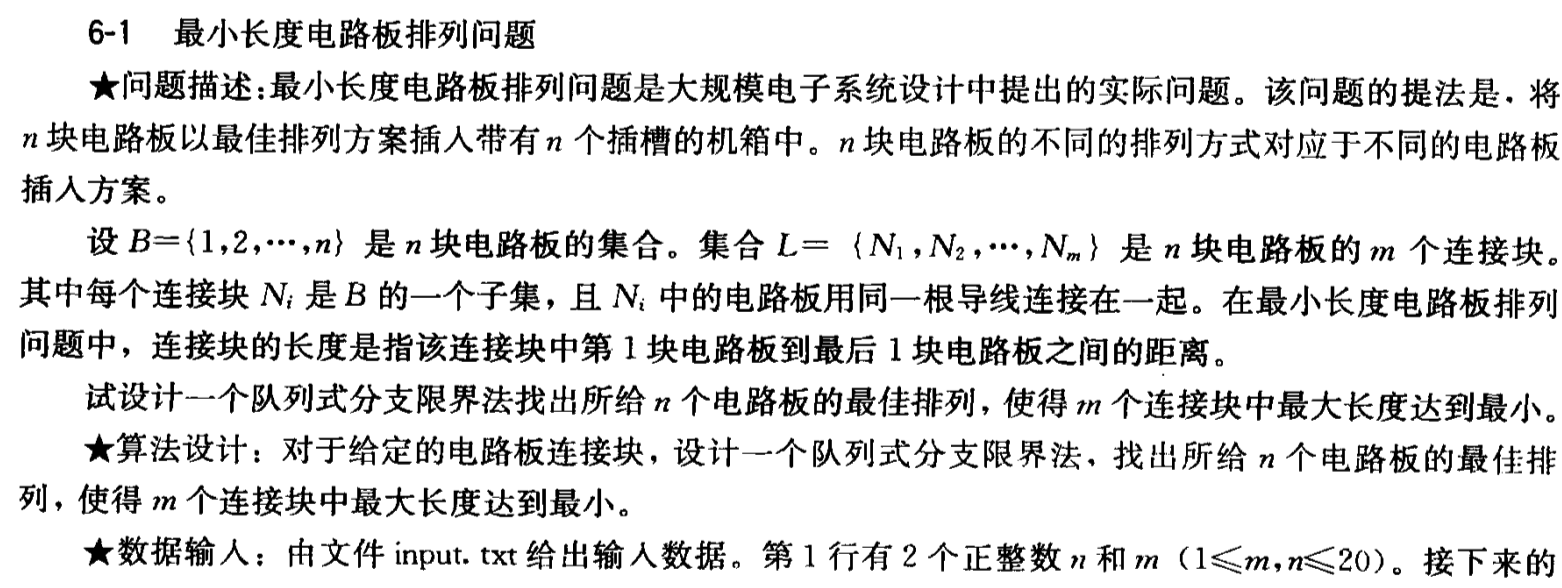 6-1 最小长度电路板排列问题
★问题描述:最小长度电路板排列问题是大规模电子系统设计中提出的实际问题。该问题的提法是,将
n 块电路板以最佳排列方案插入带有 n 个插槽的机箱中。n 块电路板的不同的排列方式对应于不同的电路板
插入方案。
设 B={1,2,…,n} 是 n 块电路板的集合。集合 L= {N₁,N₂,…,Nₘ} 是 n 块电路板的 m 个连接块。
其中每个连接块 Nᵢ 是 B 的一个子集,且 Nᵢ 中的电路板用同一根导线连接在一起。在最小长度电路板排列
问题中,连接块的长度是指该连接块中第 1 块电路板到最后 1 块电路板之间的距离。
试设计一个队列式分支限界法找出所给 n 个电路板的最佳排列,使得 m 个连接块中最大长度达到最小。
★算法设计:对于给定的电路板连接块,设计一个队列式分支限界法,找出所给 n 个电路板的最佳排
列,使得 m 个连接块中最大长度达到最小。
★数据输入:由文件 input. txt 给出输入数据。第 1 行有 2 个正整数 n 和 m (1≤m,n≤20)。接下来的